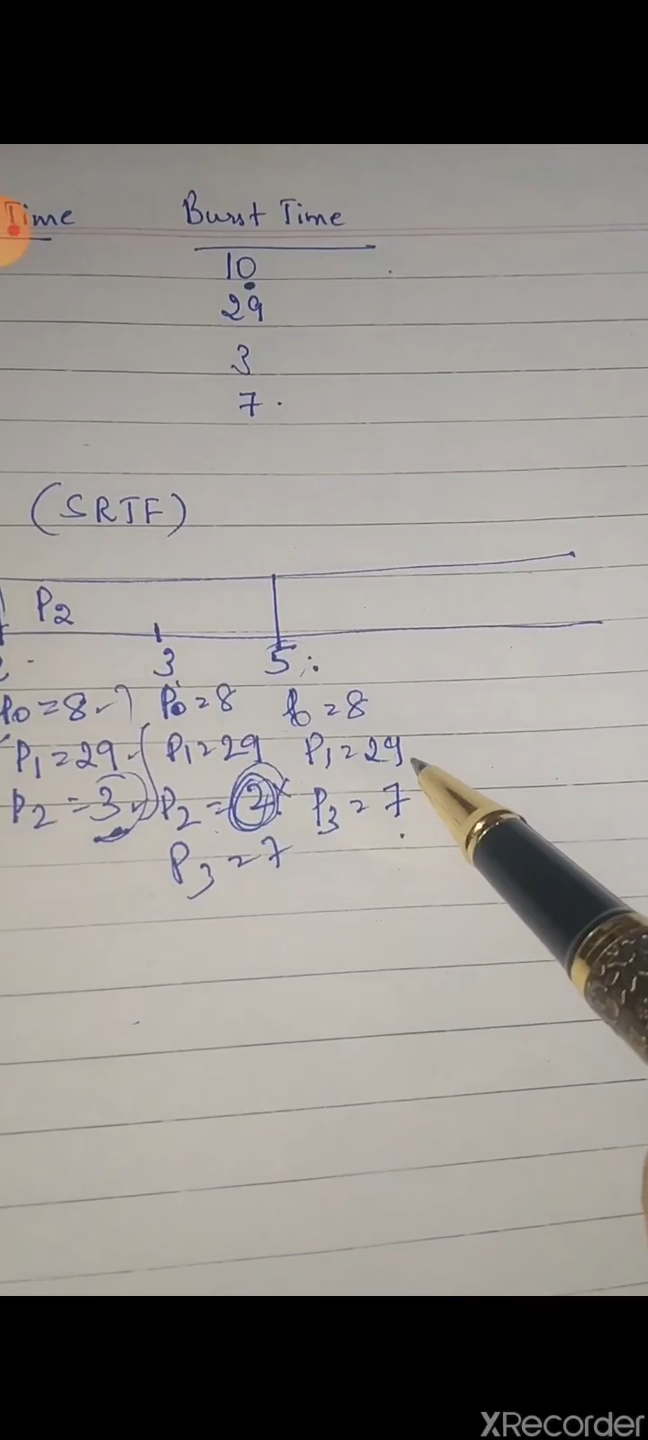 Time Burst Time
10
29
3
7.
(SRTF)
P2
3 5
P0=8 P0=8 P0=8
P1=29 P1=29 P1=29
P2=3 P2=2 P3=7
P3=7
XRecorder